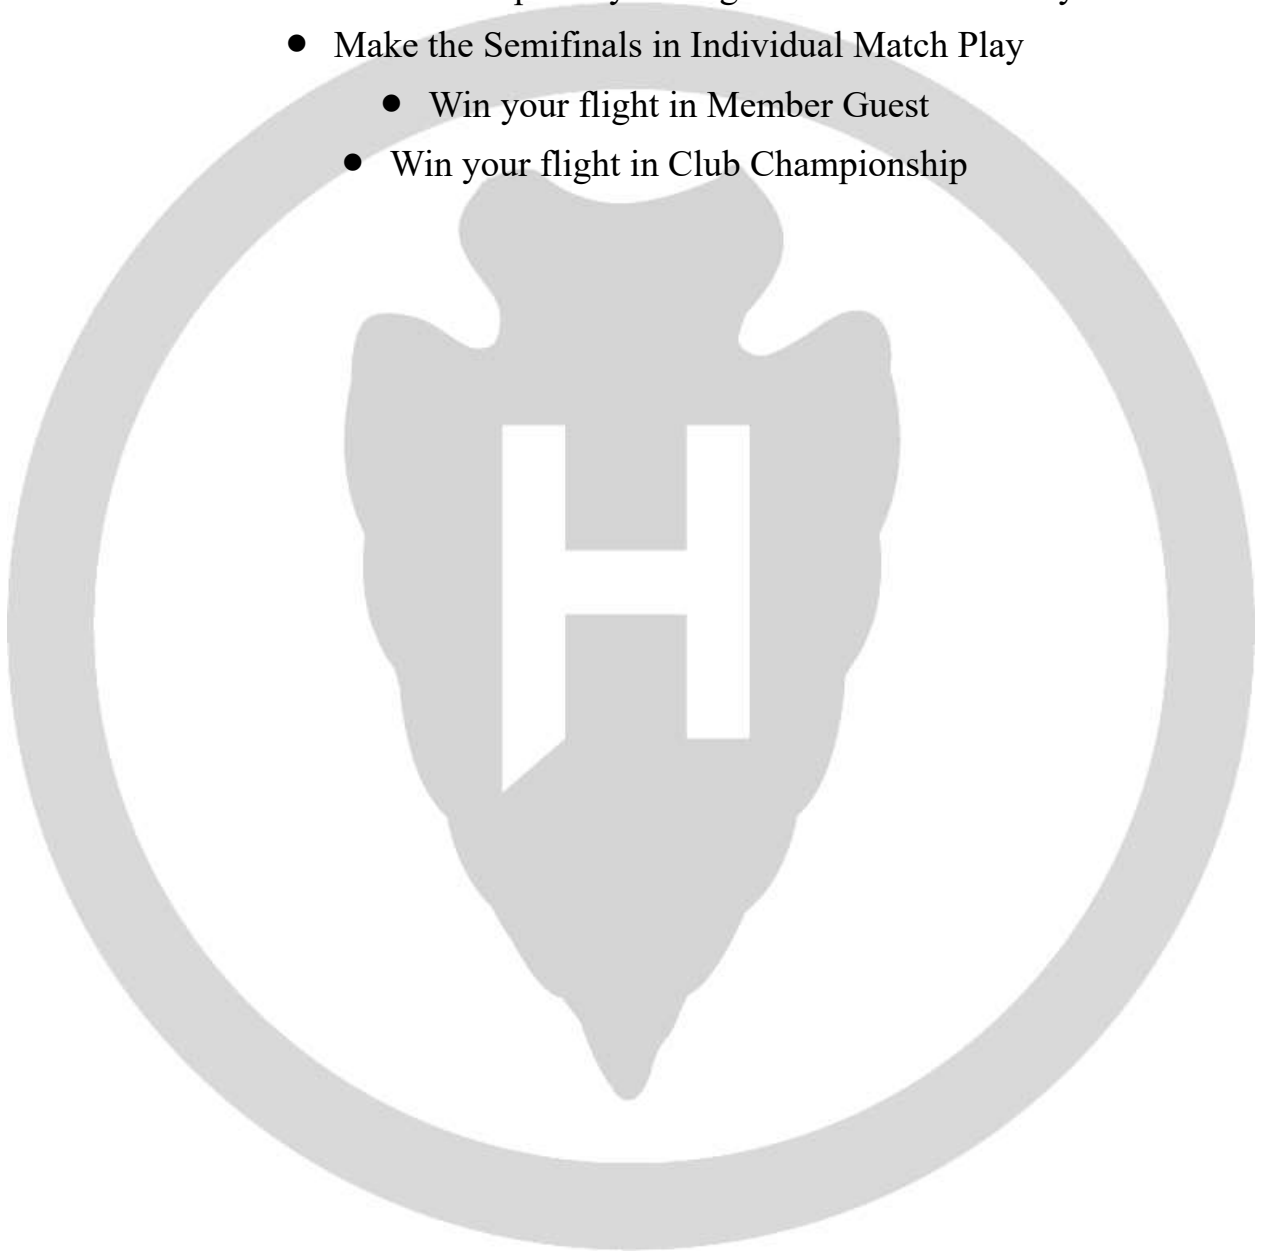 ● Make the Semifinals in Individual Match Play
● Win your flight in Member Guest
● Win your flight in Club Championship
H